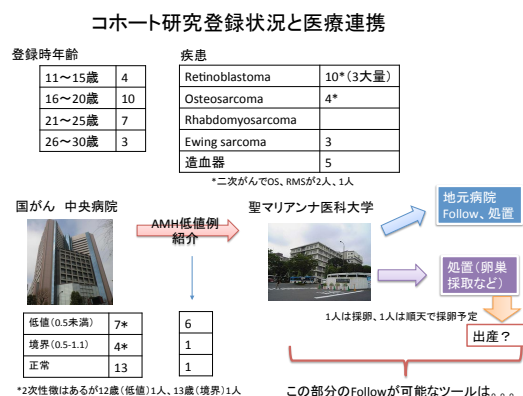 コホート研究登録状況と医療連携
登録時年齢
11～15歳 4
16～20歳 10
21～25歳 7
26～30歳 3
疾患
Retinoblastoma 10*(3大量)
Osteosarcoma 4*
Rhabdomyosarcoma
Ewing sarcoma 3
造血器 5
*二次がんでOS、RMSが2人、1人
国がん 中央病院
AMH低値例
紹介
聖マリアンナ医科大学
地元病院
Follow、処置
処置(卵巣
採取など)
1人は採卵、1人は順天で採卵予定
出産？
低値(0.5未満) 7* 6
境界(0.5-1.1) 4* 1
正常 13 1
*2次性徴はあるが12歳(低値)1人、13歳(境界)1人
この部分のFollowが可能なツールは。。。